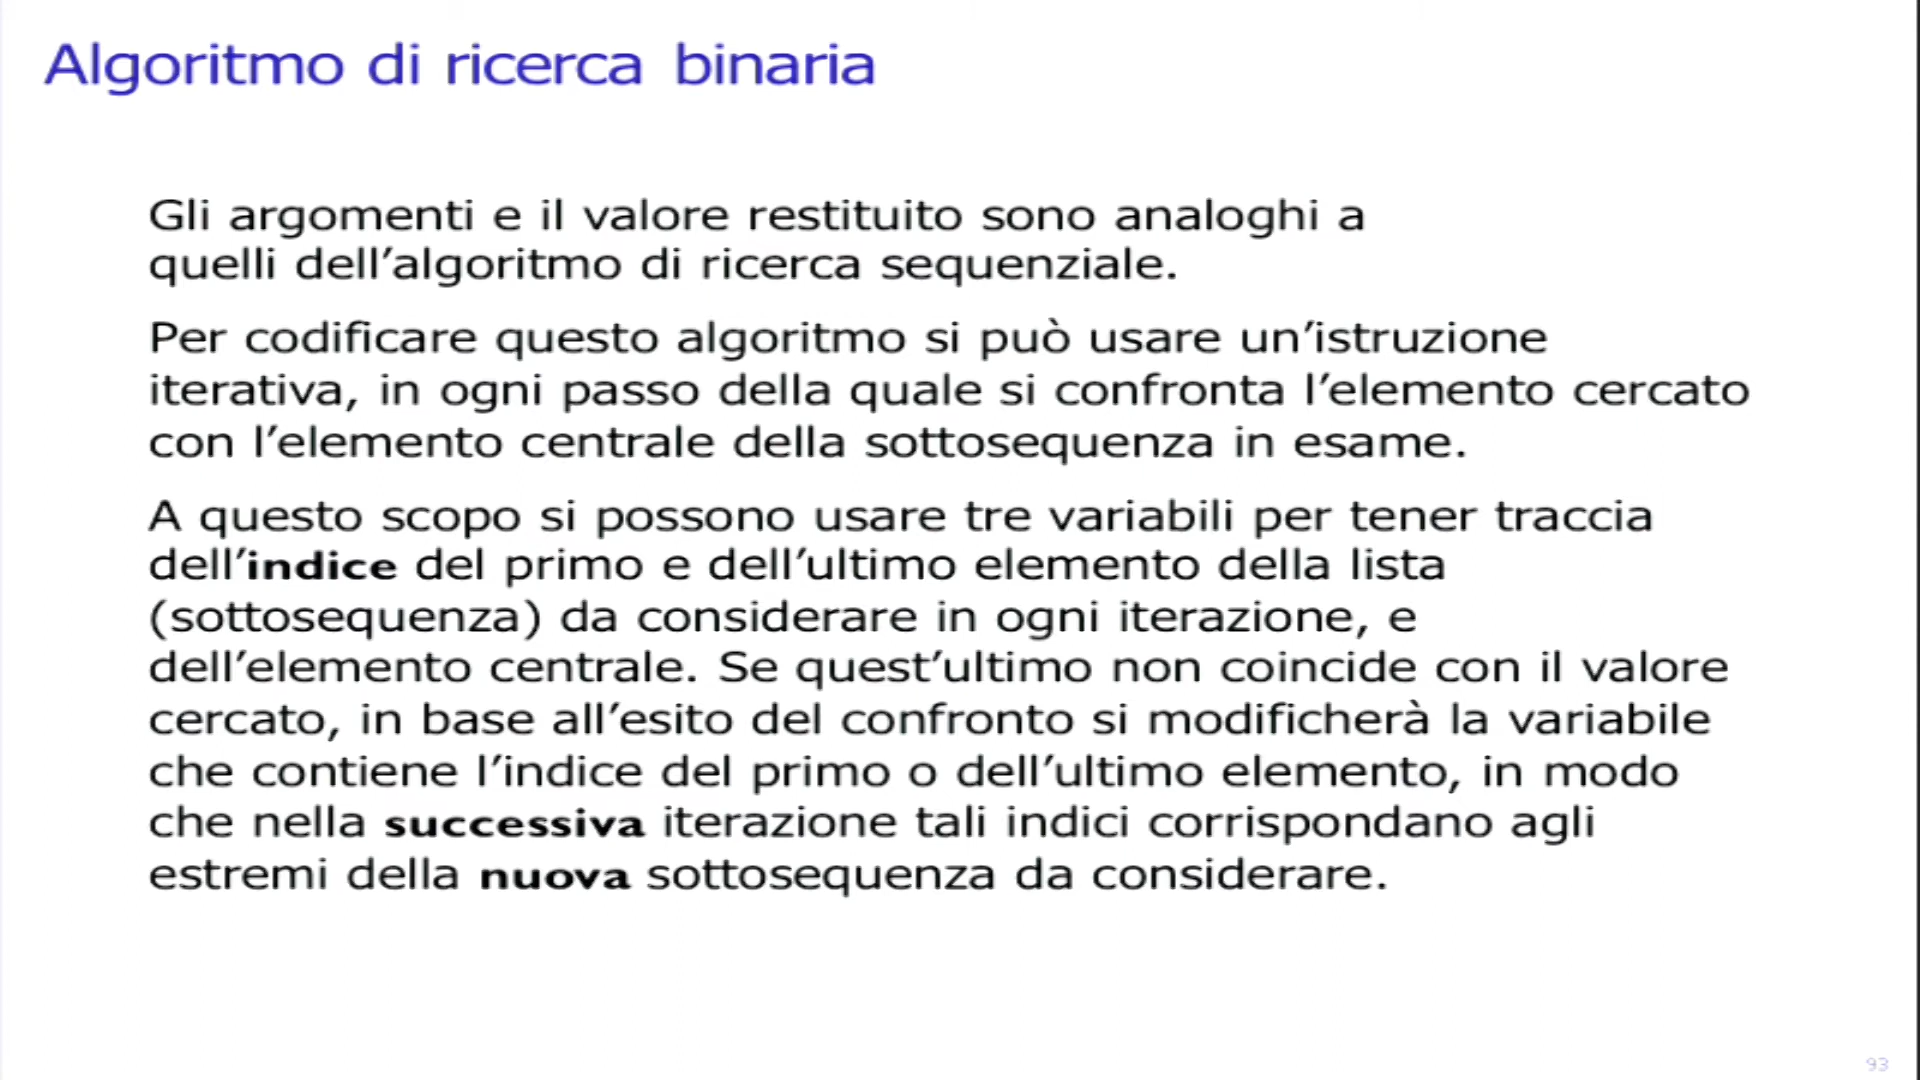 Algoritmo di ricerca binaria
Gli argomenti e il valore restituito sono analoghi a
quelli dell'algoritmo di ricerca sequenziale.
Per codificare questo algoritmo si può usare un'istruzione
iterativa, in ogni passo della quale si confronta l'elemento cercato
con l'elemento centrale della sottosequenza in esame.
A questo scopo si possono usare tre variabili per tener traccia
dell'indice del primo e dell'ultimo elemento della lista
(sottosequenza) da considerare in ogni iterazione, e
dell'elemento centrale. Se quest'ultimo non coincide con il valore
cercato, in base all'esito del confronto si modificherà la variabile
che contiene l'indice del primo o dell'ultimo elemento, in modo
che nella successiva iterazione tali indici corrispondano agli
estremi della nuova sottosequenza da considerare.
93